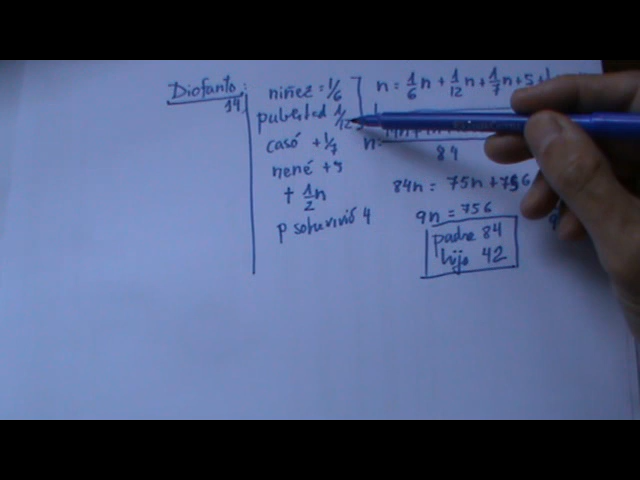 Diofanto:
14
niñez = 1/6
pubertad 1/12
casó + 1/7
nené + 5
† 1/2 n
p sobrevivió 4
n = 1/6 n + 1/12 n + 1/7 n + 5 +
n =
84
84n = 75n + 756
9n = 756
padre 84
hijo 42